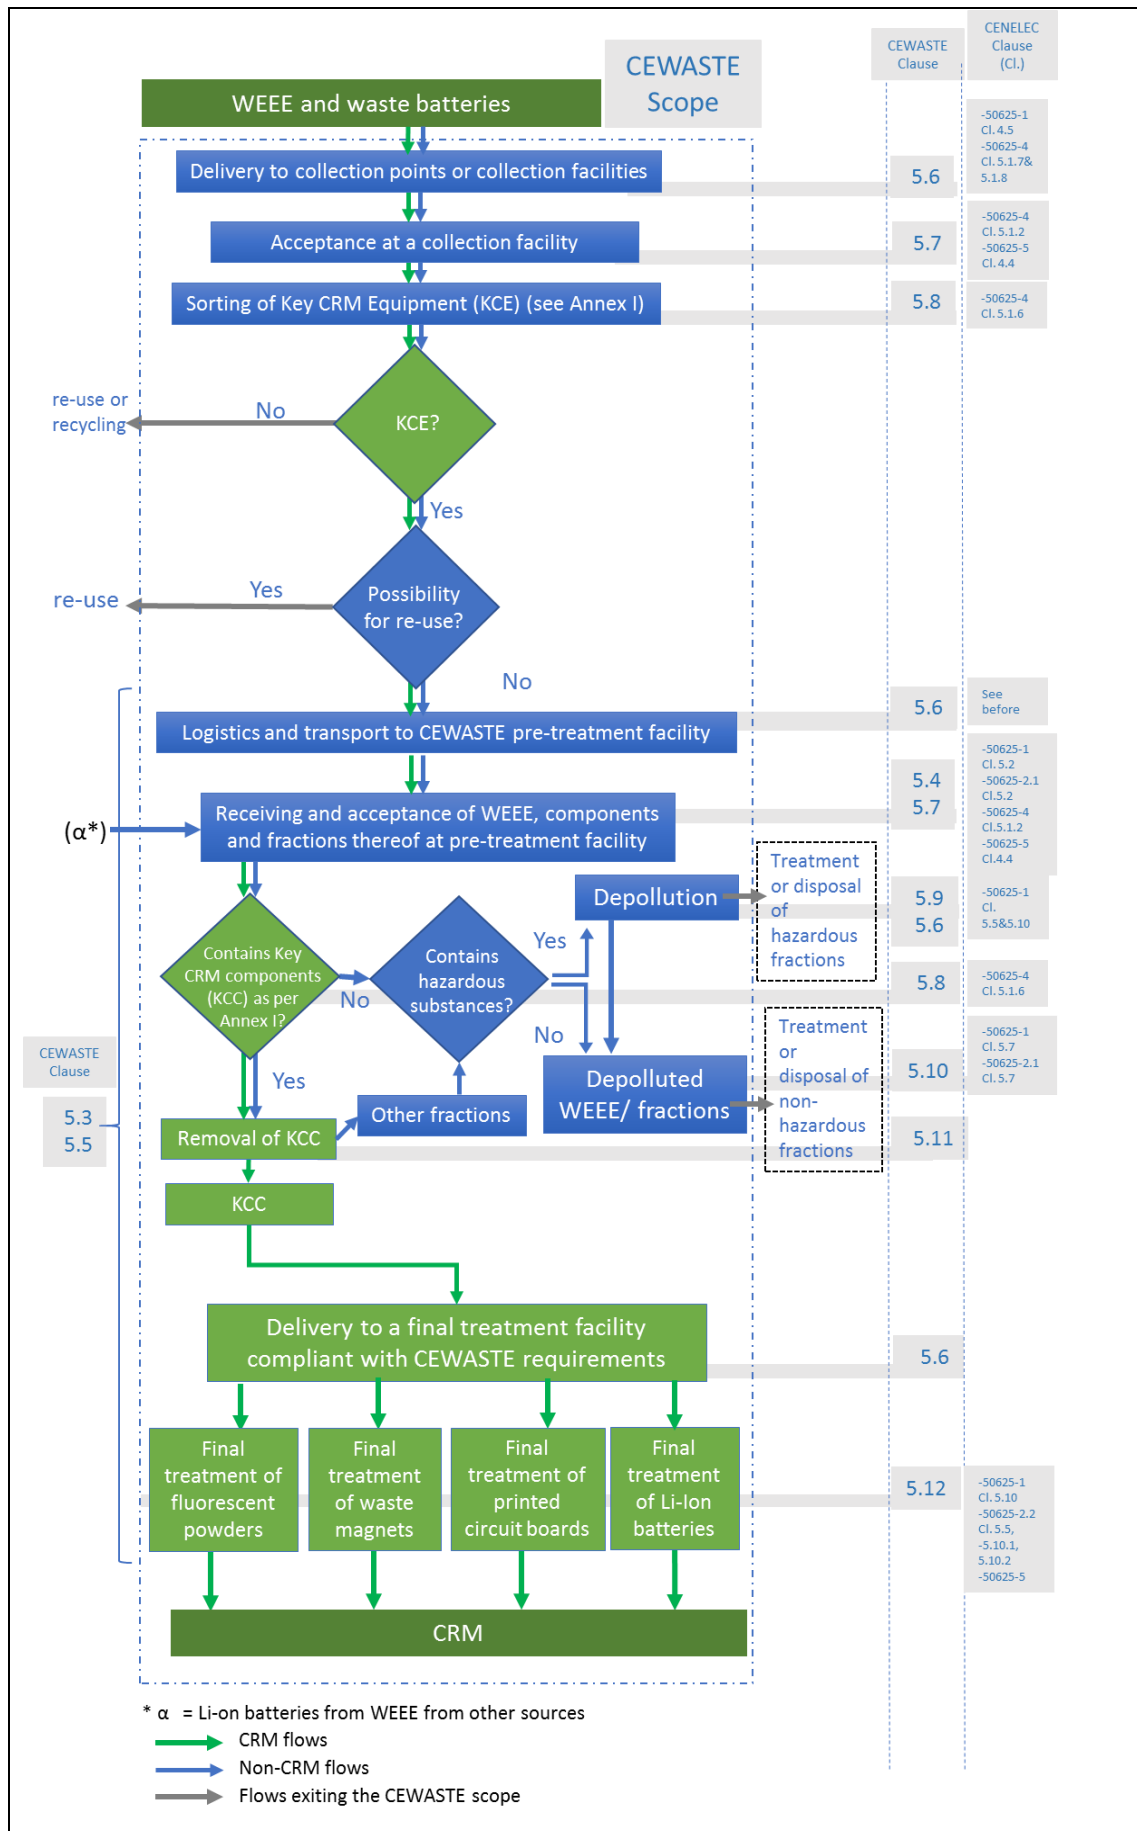 CEWASTE
Scope
CEWASTE
Clause
CENELEC
Clause
(Cl.)
WEEE and waste batteries
-50625-1
Cl. 4.5
-50625-4
Cl. 5.1.7&
5.1.8
Delivery to collection points or collection facilities
5.6
Acceptance at a collection facility
5.7
-50625-4
Cl. 5.1.2
-50625-5
Cl. 4.4
Sorting of Key CRM Equipment (KCE) (see Annex I)
5.8
-50625-4
Cl. 5.1.6
re-use or
recycling
No
KCE?
Yes
re-use
Yes
Possibility
for re-use?
No
Logistics and transport to CEWASTE pre-treatment facility
5.6
See
before
(α*)
Receiving and acceptance of WEEE, components
and fractions thereof at pre-treatment facility
5.4
5.7
-50625-1
Cl. 5.2
-50625-2.1
Cl.5.2
-50625-4
Cl.5.1.2
-50625-5
Cl.4.4
Depollution
Treatment
or disposal
of
hazardous
fractions
5.9
5.6
-50625-1
Cl.
5.5&5.10
Contains Key
CRM components
(KCC) as per
Annex I?
No
Contains
hazardous
substances?
Yes
No
5.8
-50625-4
Cl. 5.1.6
Yes
Other fractions
Depolluted
WEEE/ fractions
Treatment
or
disposal of
non-
hazardous
fractions
5.10
-50625-1
Cl. 5.7
-50625-2.1
Cl. 5.7
CEWASTE
Clause
5.3
5.5
Removal of KCC
5.11
KCC
Delivery to a final treatment facility
compliant with CEWASTE requirements
5.6
Final
treatment of
fluorescent
powders
Final
treatment
of waste
magnets
Final
treatment of
printed
circuit boards
Final
treatment
of Li-Ion
batteries
5.12
-50625-1
Cl. 5.10
-50625-2.2
Cl. 5.5,
-5.10.1,
5.10.2
-50625-5
CRM
* α = Li-on batteries from WEEE from other sources
CRM flows
Non-CRM flows
Flows exiting the CEWASTE scope